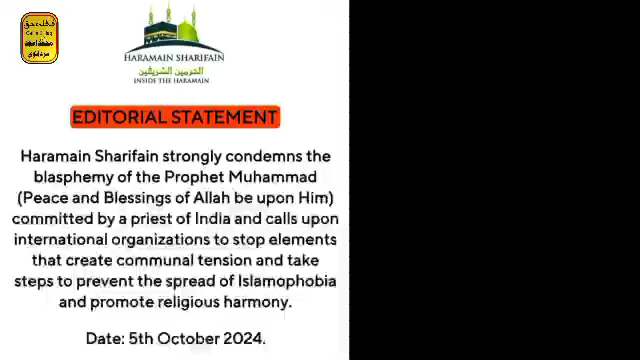 HARAMAIN SHARIFAIN
الحرمين الشريفين
INSIDE THE HARAMAIN
EDITORIAL STATEMENT
Haramain Sharifain strongly condemns the
blasphemy of the Prophet Muhammad
(Peace and Blessings of Allah be upon Him)
committed by a priest of India and calls upon
international organizations to stop elements
that create communal tension and take
steps to prevent the spread of Islamophobia
and promote religious harmony.
Date: 5th October 2024.